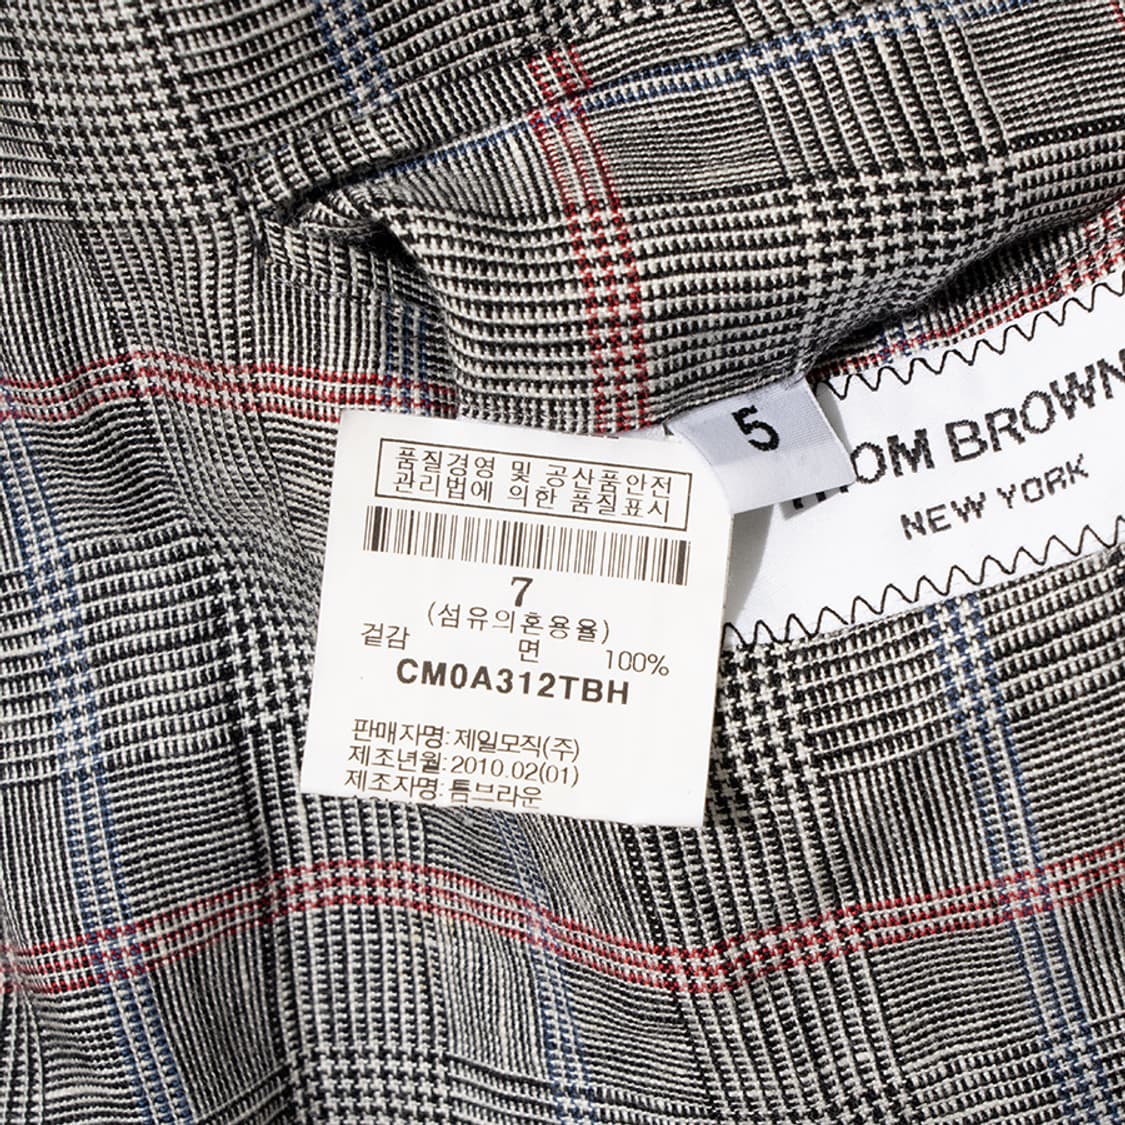 품질경영 및 공산품안전
관리법에 의한 품질표시
7
(섬유의혼용율)
겉감 면 100%
CM0A312TBH
판매자명: 제일모직(주)
제조년월: 2010.02(01)
제조자명: 톰브라운
5
THOM BROWN
NEW YORK